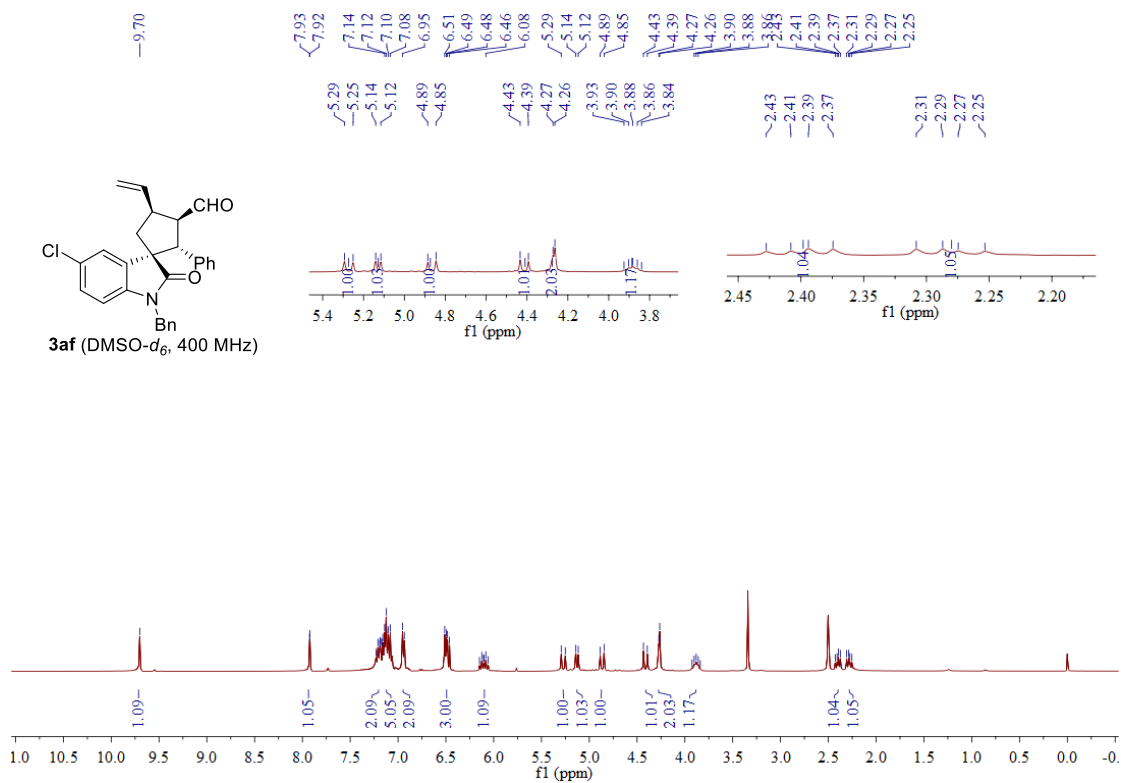 9.70 7.93 7.92 7.14 7.12 7.10 7.08 6.95 6.51 6.49 6.48 6.46 6.08 5.29 5.14 5.12 4.89 4.85 4.43 4.39 4.27 4.26 3.90 3.88 3.86 2.43 2.41 2.39 2.37 2.31 2.29 2.27 2.25
5.29 5.25 5.14 5.12 4.89 4.85 4.43 4.39 4.27 4.26 3.93 3.90 3.88 3.86 3.84
2.43 2.41 2.39 2.37 2.31 2.29 2.27 2.25
CHO
Cl
Ph
O
N
Bn
3af (DMSO-d6, 400 MHz)
1.00 1.03 1.00 1.01 2.03 1.17
5.4 5.2 5.0 4.8 4.6 4.4 4.2 4.0 3.8
f1 (ppm)
1.04 1.05
2.45 2.40 2.35 2.30 2.25 2.20
f1 (ppm)
1.09 1.05 2.09 5.05 2.09 3.00 1.09 1.00 1.03 1.00 1.01 2.03 1.17 1.04 1.05
1.0 10.0 9.5 9.0 8.5 8.0 7.5 7.0 6.5 6.0 5.5 5.0 4.5 4.0 3.5 3.0 2.5 2.0 1.5 1.0 0.5 0.0 -0.
f1 (ppm)